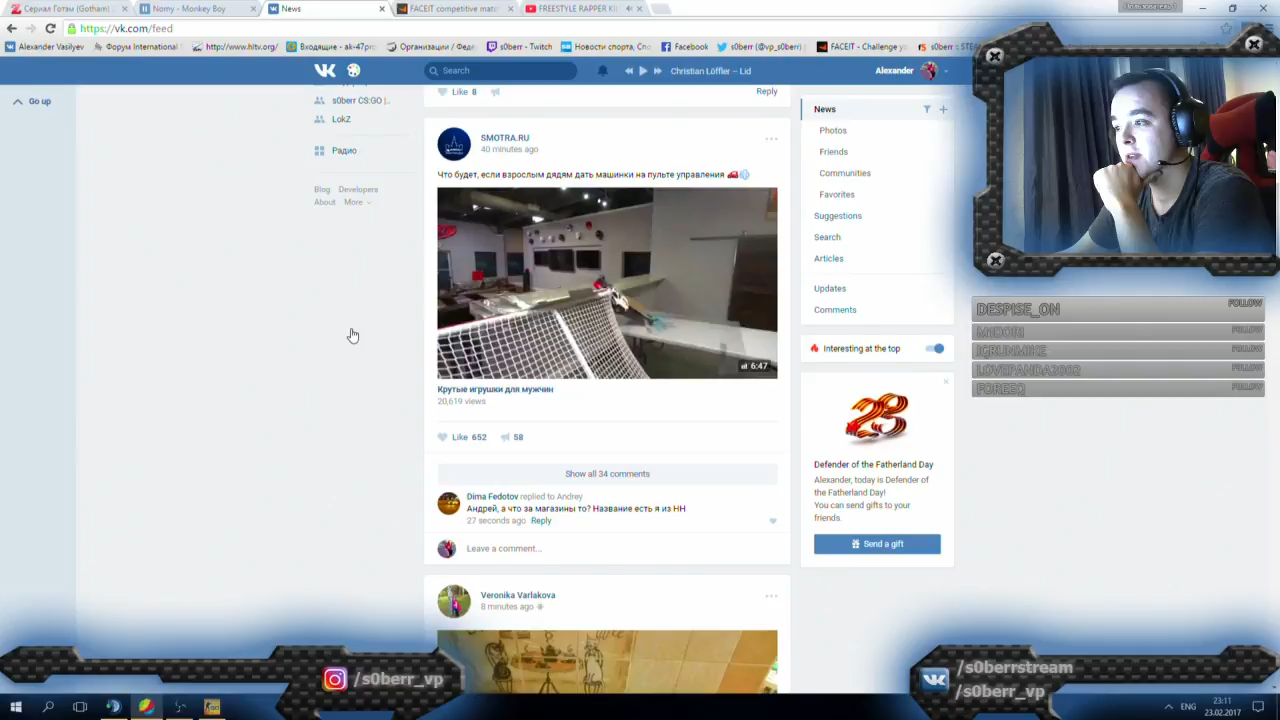 Сериал Готэм (Gotham)
Nomy - Monkey Boy
News
FACEIT competitive mat
FREESTYLE RAPPER KI
https://vk.com/feed
Alexander Vasilyev
Форум International
http://www.hltv.org/
Входящие - ak-47pro
Организации / Феде
s0berr - Twitch
Новости спорта, Спо
Facebook
s0berr (@vp_s0berr)
FACEIT - Challenge yo
s0berr :: STEA
Search
Christian Löffler – Lid
Alexander
Go up
s0berr CS:GO |..
LokZ
Радио
Blog Developers
About More
Like 8
Reply
SMOTRA.RU
40 minutes ago
Что будет, если взрослым дядям дать машинки на пульте управления
6:47
Крутые игрушки для мужчин
20,619 views
Like 652 58
Show all 34 comments
Dima Fedotov replied to Andrey
Андрей, а что за магазины то? Название есть я из НН
27 seconds ago Reply
Leave a comment...
Veronika Varlakova
8 minutes ago
News
Photos
Friends
Communities
Favorites
Suggestions
Search
Articles
Updates
Comments
Interesting at the top
23
Defender of the Fatherland Day
Alexander, today is Defender of
the Fatherland Day!
You can send gifts to your
friends.
Send a gift
DESPISE_ON FOLLOW
M1DORI FOLLOW
IGRUNMIKE FOLLOW
LOVEPANDA2002 FOLLOW
FOREEQ FOLLOW
/s0berr_vp
/s0berrstream
/s0berr_vp
ENG
23:11
23.02.2017